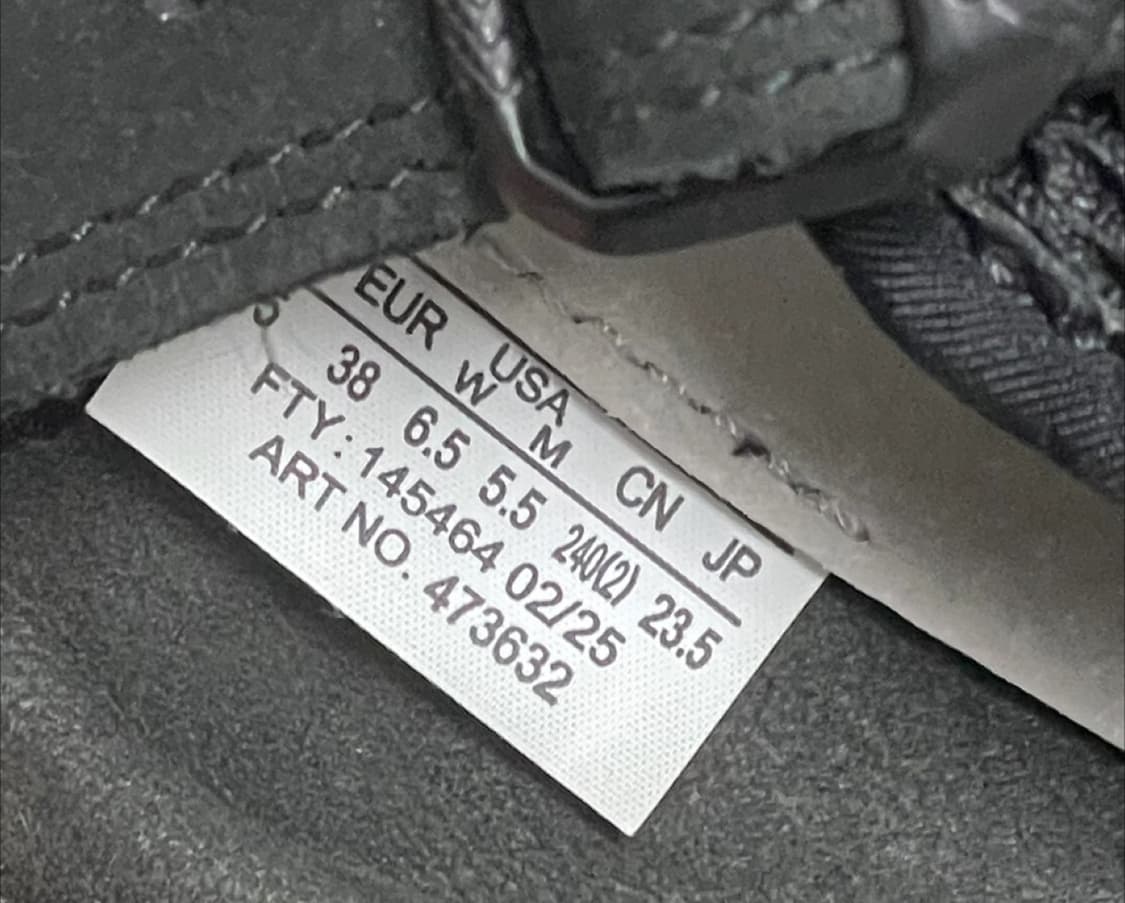 EUR USA CN JP
W M
5 38 6.5 5.5 240(2) 23.5
FTY: 145464 02/25
ART NO. 473632